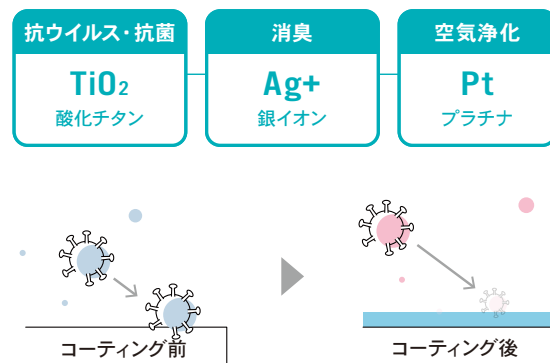 抗ウイルス・抗菌
TiO₂
酸化チタン
消臭
Ag+
銀イオン
空気浄化
Pt
プラチナ
コーティング前
コーティング後